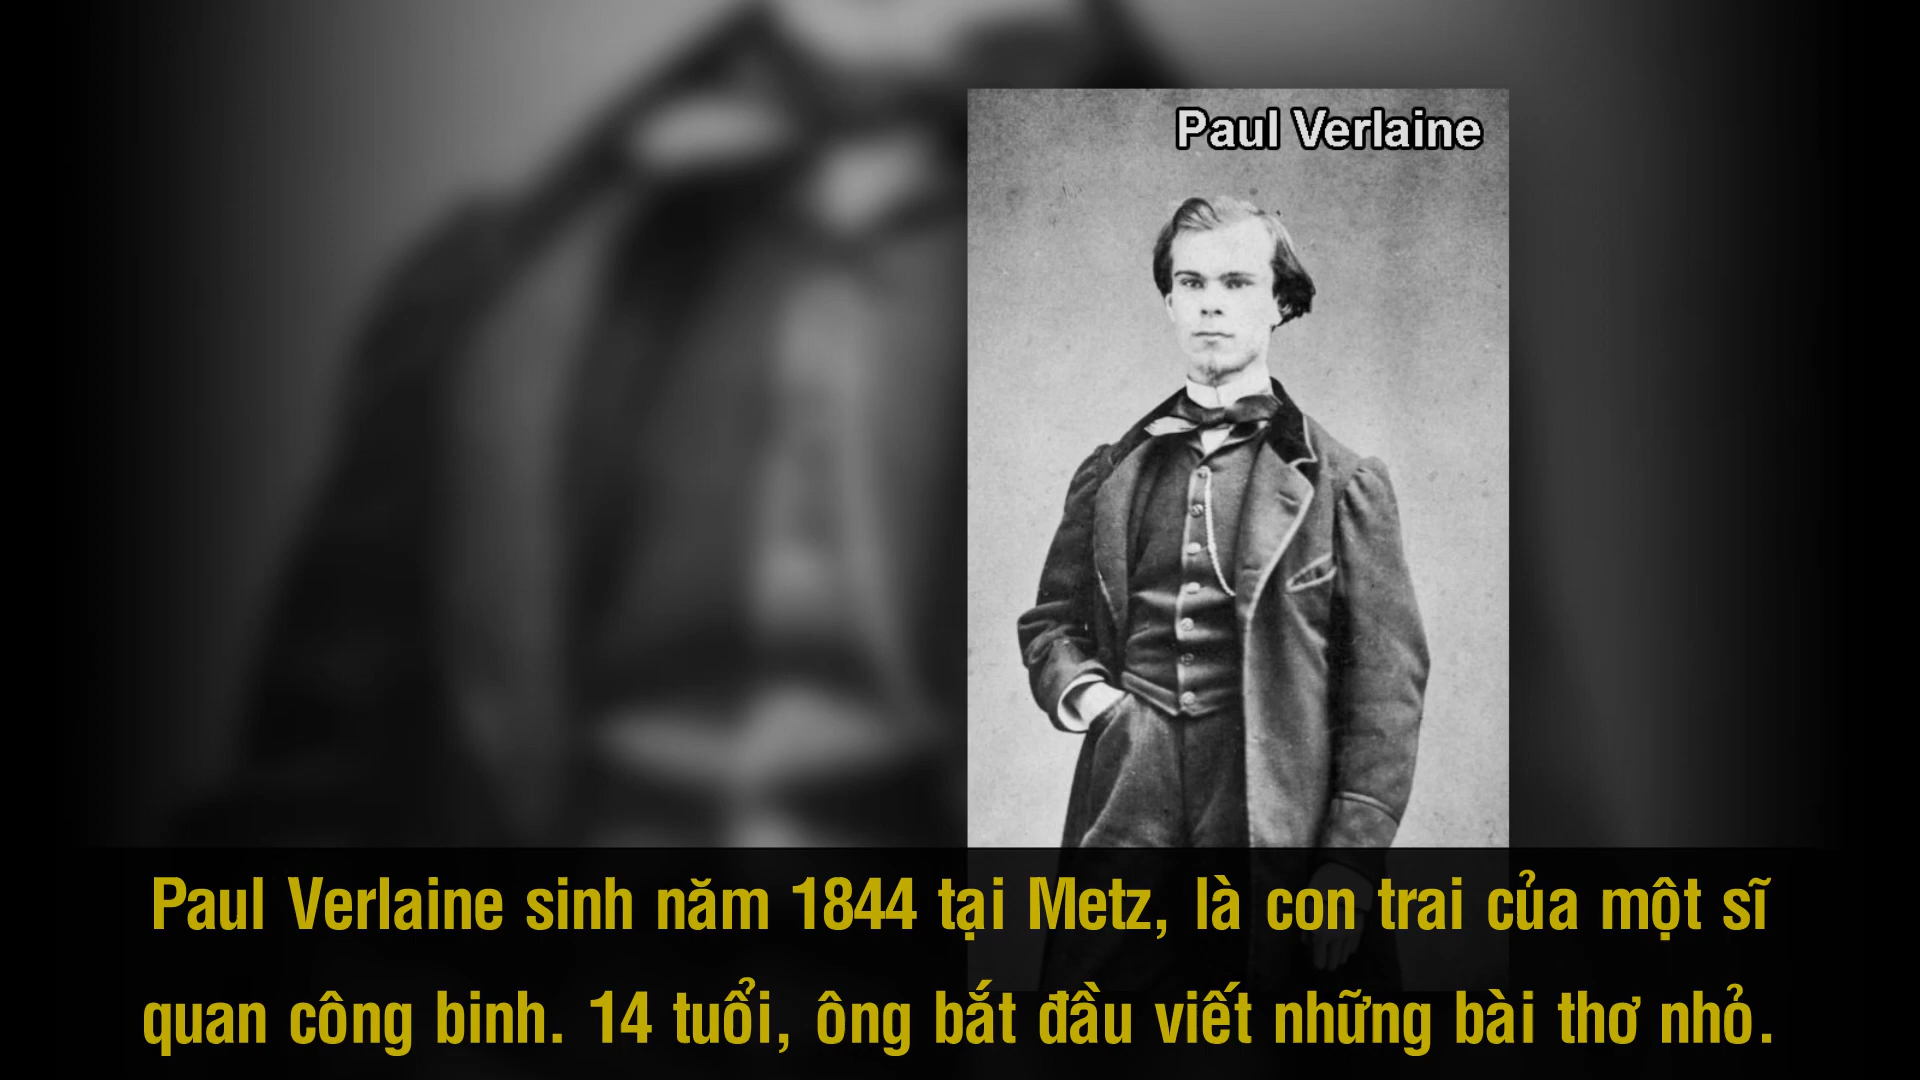 Paul Verlaine
Paul Verlaine sinh năm 1844 tại Metz, là con trai của một sĩ
quan công binh. 14 tuổi, ông bắt đầu viết những bài thơ nhỏ.